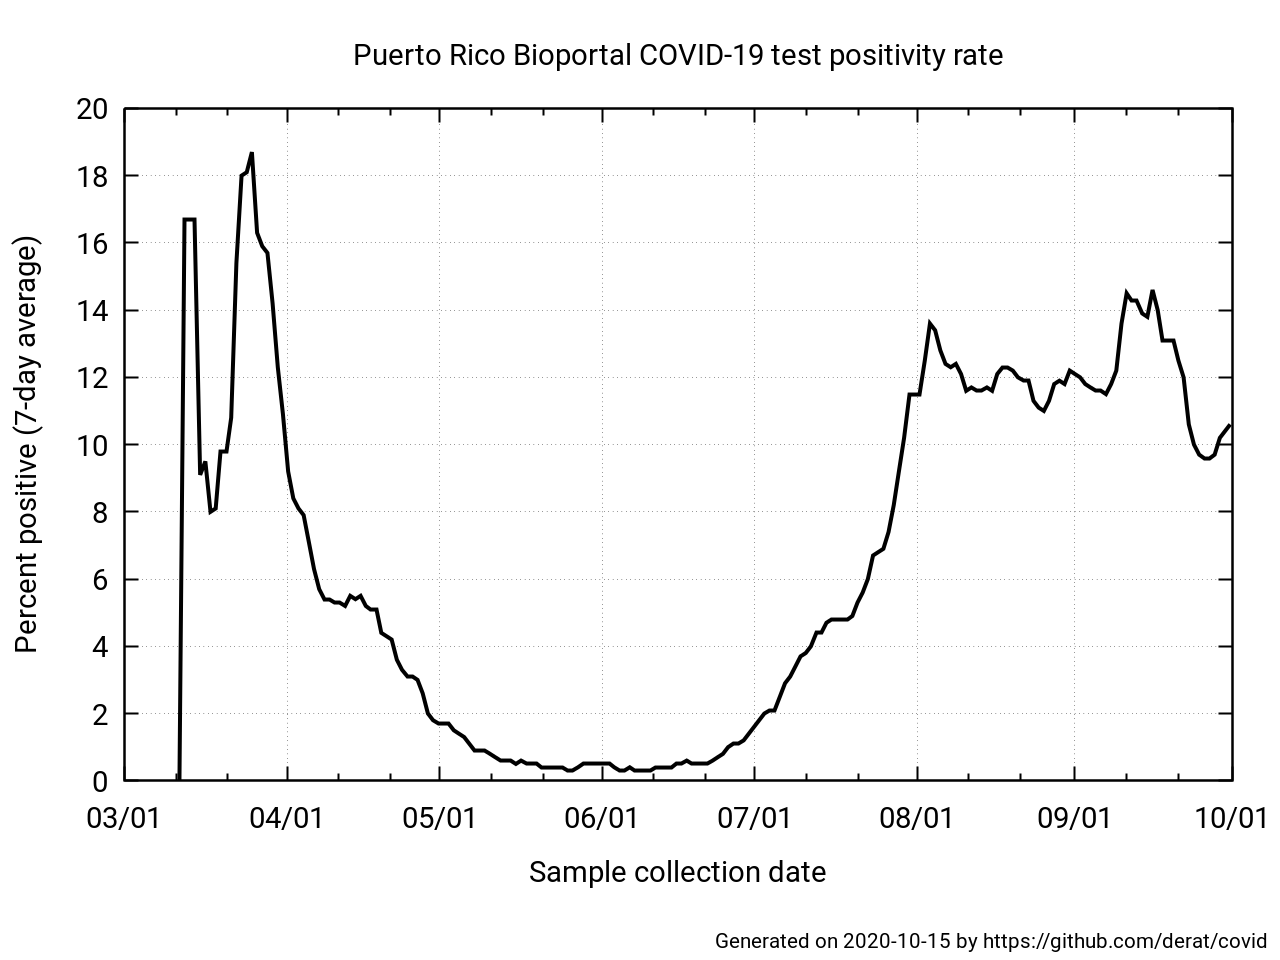 Puerto Rico Bioportal COVID-19 test positivity rate
20
18
16
14
12
10
8
6
4
2
0
Percent positive (7-day average)
03/01 04/01 05/01 06/01 07/01 08/01 09/01 10/01
Sample collection date
Generated on 2020-10-15 by https://github.com/derat/covid